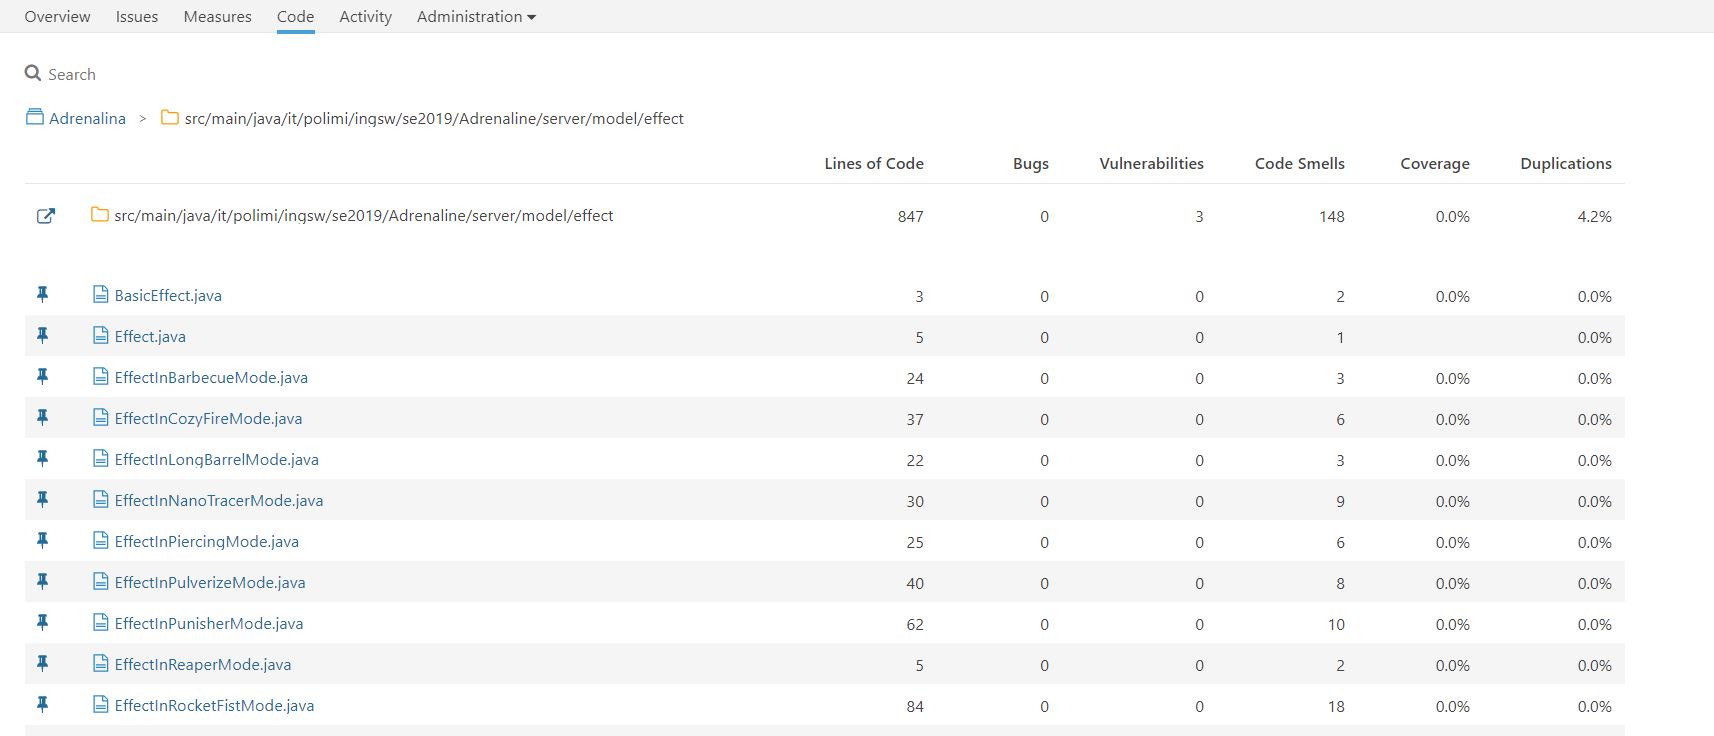 Overview Issues Measures Code Activity Administration
Search
Adrenalina > src/main/java/it/polimi/ingsw/se2019/Adrenaline/server/model/effect
Lines of Code Bugs Vulnerabilities Code Smells Coverage Duplications
src/main/java/it/polimi/ingsw/se2019/Adrenaline/server/model/effect 847 0 3 148 0.0% 4.2%
BasicEffect.java 3 0 0 2 0.0% 0.0%
Effect.java 5 0 0 1 0.0%
EffectInBarbecueMode.java 24 0 0 3 0.0% 0.0%
EffectInCozyFireMode.java 37 0 0 6 0.0% 0.0%
EffectInLongBarrelMode.java 22 0 0 3 0.0% 0.0%
EffectInNanoTracerMode.java 30 0 0 9 0.0% 0.0%
EffectInPiercingMode.java 25 0 0 6 0.0% 0.0%
EffectInPulverizeMode.java 40 0 0 8 0.0% 0.0%
EffectInPunisherMode.java 62 0 0 10 0.0% 0.0%
EffectInReaperMode.java 5 0 0 2 0.0% 0.0%
EffectInRocketFistMode.java 84 0 0 18 0.0% 0.0%